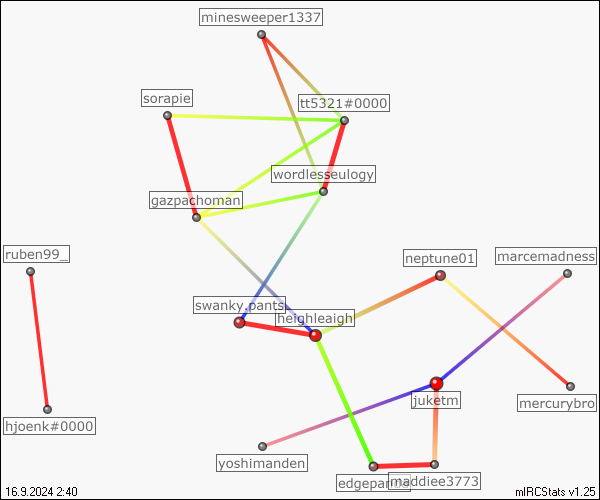 minesweeper1337
sorapie
tt5321#0000
wordlesseulogy
gazpachoman
ruben99_
neptune01
marcemadness
swanky.pants
heighleaigh
juketm
mercurybro
hjoenk#0000
yoshimanden
edgepanda
maddiee3773
16.9.2024 2:40
mIRCStats v1.25